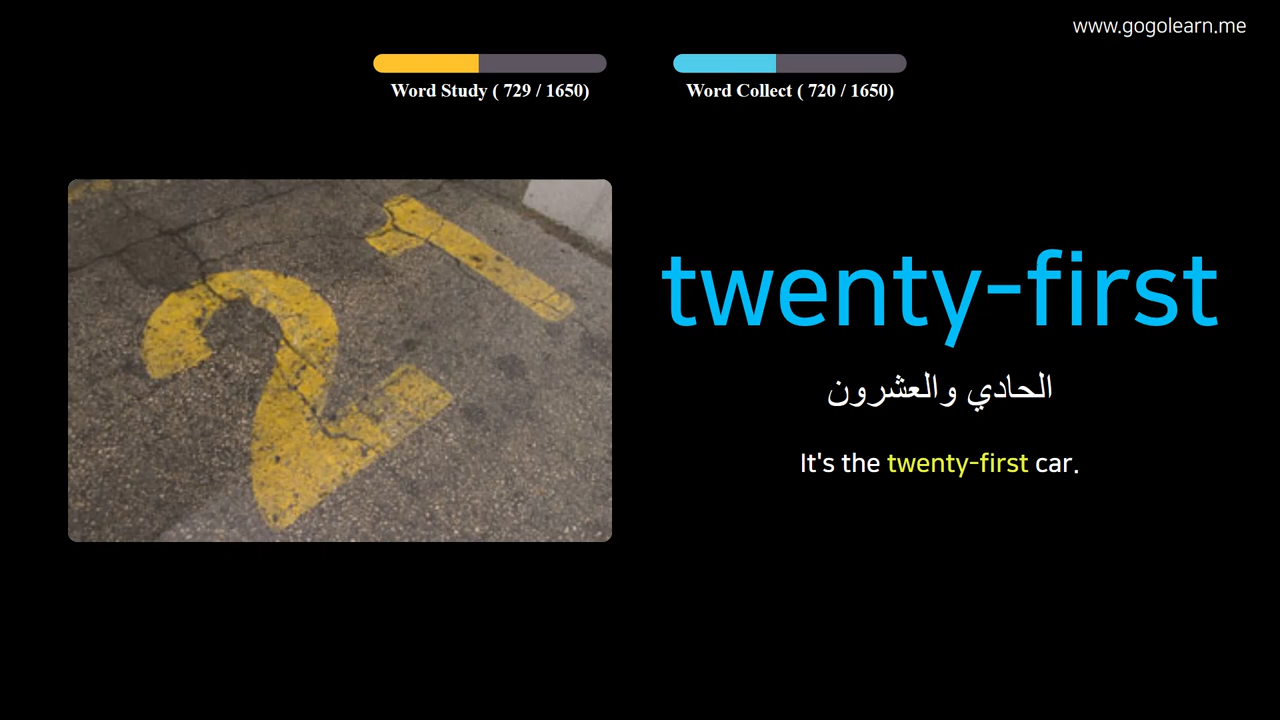 www.gogolearn.me
Word Study ( 729 / 1650)
Word Collect ( 720 / 1650)
21
twenty-first
الحادي والعشرون
It's the twenty-first car.